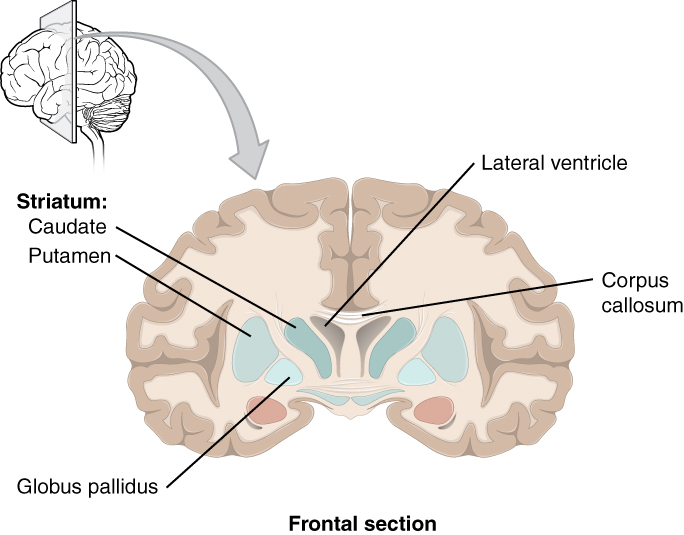 Lateral ventricle
Striatum:
Caudate
Putamen
Corpus
callosum
Globus pallidus
Frontal section